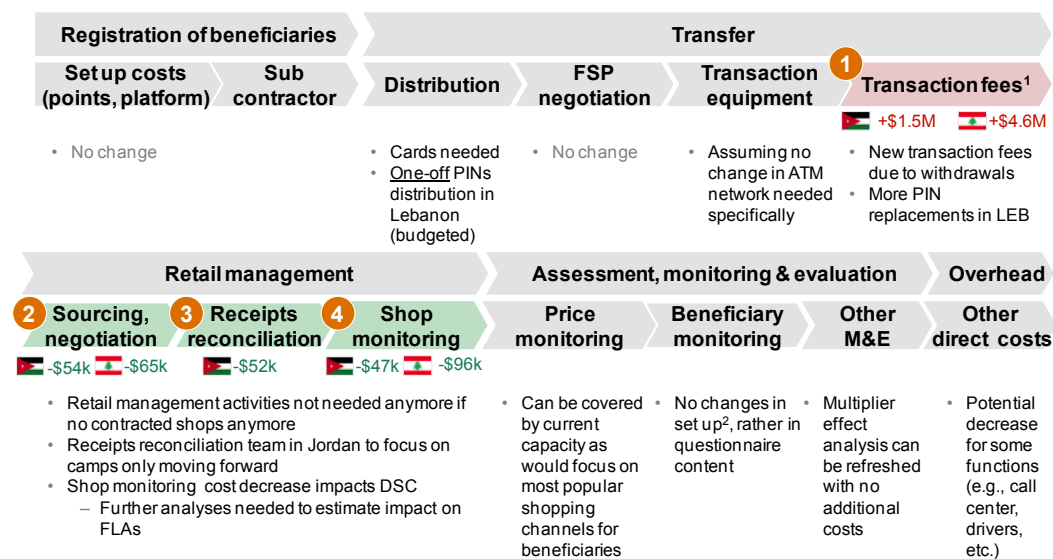 Registration of beneficiaries
Transfer
Set up costs
(points, platform)
Sub
contractor
Distribution
FSP
negotiation
Transaction
equipment
1
Transaction fees¹
+$1.5M
+$4.6M
• No change
• Cards needed
• One-off PINs
distribution in
Lebanon
(budgeted)
• No change
• Assuming no
change in ATM
network needed
specifically
• New transaction fees
due to withdrawals
• More PIN
replacements in LEB
Retail management
Assessment, monitoring & evaluation
Overhead
2
Sourcing,
negotiation
3
Receipts
reconciliation
4
Shop
monitoring
Price
monitoring
Beneficiary
monitoring
Other
M&E
Other
direct costs
-$54k
-$65k
-$52k
-$47k
-$96k
• Retail management activities not needed anymore if
no contracted shops anymore
• Receipts reconciliation team in Jordan to focus on
camps only moving forward
• Shop monitoring cost decrease impacts DSC
– Further analyses needed to estimate impact on
FLAs
• Can be covered
by current
capacity as
would focus on
most popular
shopping
channels for
beneficiaries
• No changes in
set up², rather in
questionnaire
content
• Multiplier
effect
analysis can
be refreshed
with no
additional
costs
• Potential
decrease
for some
functions
(e.g., call
center,
drivers,
etc.)